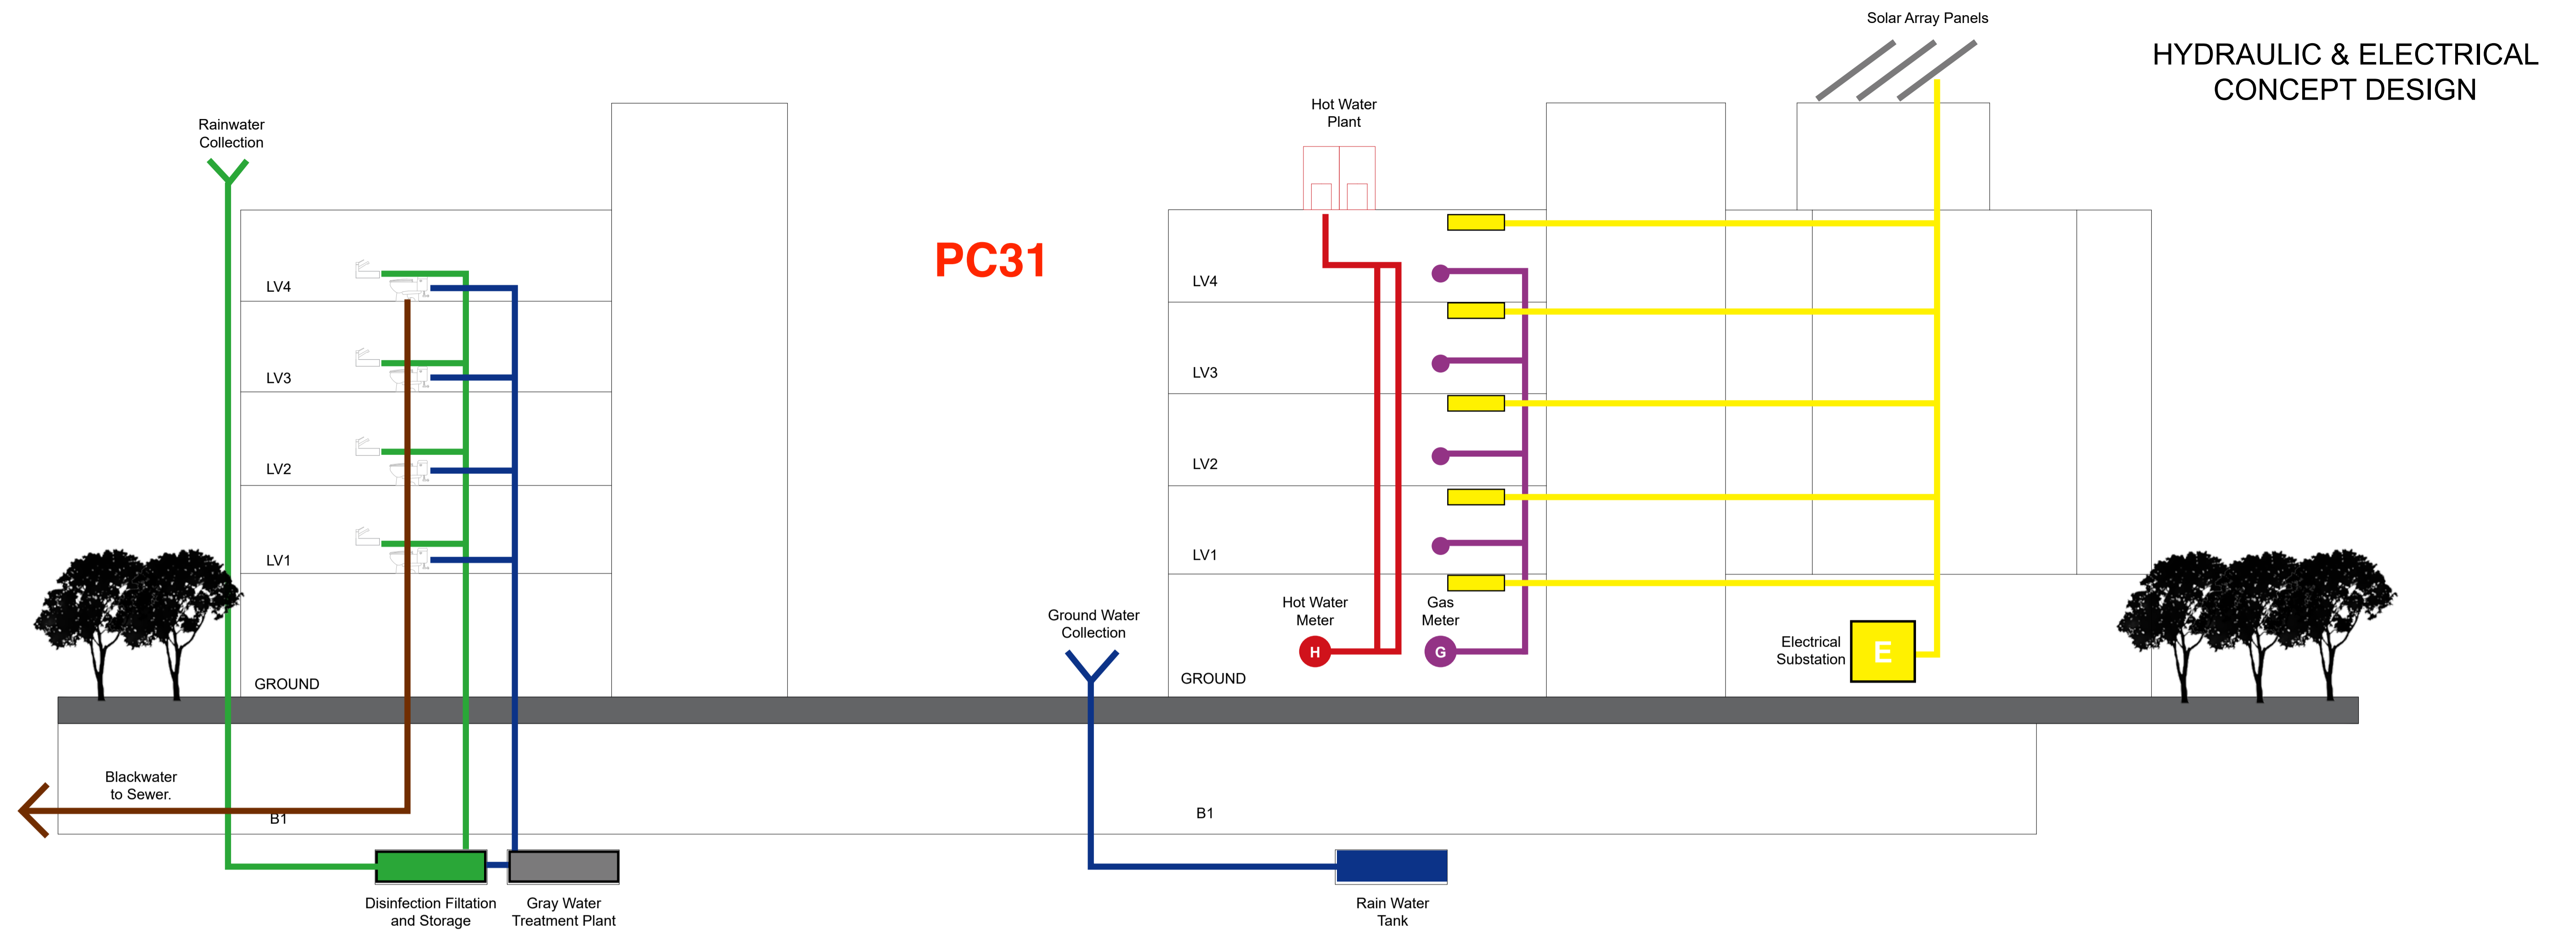 Solar Array Panels
HYDRAULIC & ELECTRICAL
CONCEPT DESIGN
Hot Water
Plant
Rainwater
Collection
PC31
LV4
LV3
LV2
LV1
GROUND
LV4
LV3
LV2
LV1
Hot Water
Meter
H
Gas
Meter
G
Ground Water
Collection
Electrical
Substation
E
GROUND
Blackwater
to Sewer.
B1
B1
Disinfection Filtation
and Storage
Gray Water
Treatment Plant
Rain Water
Tank